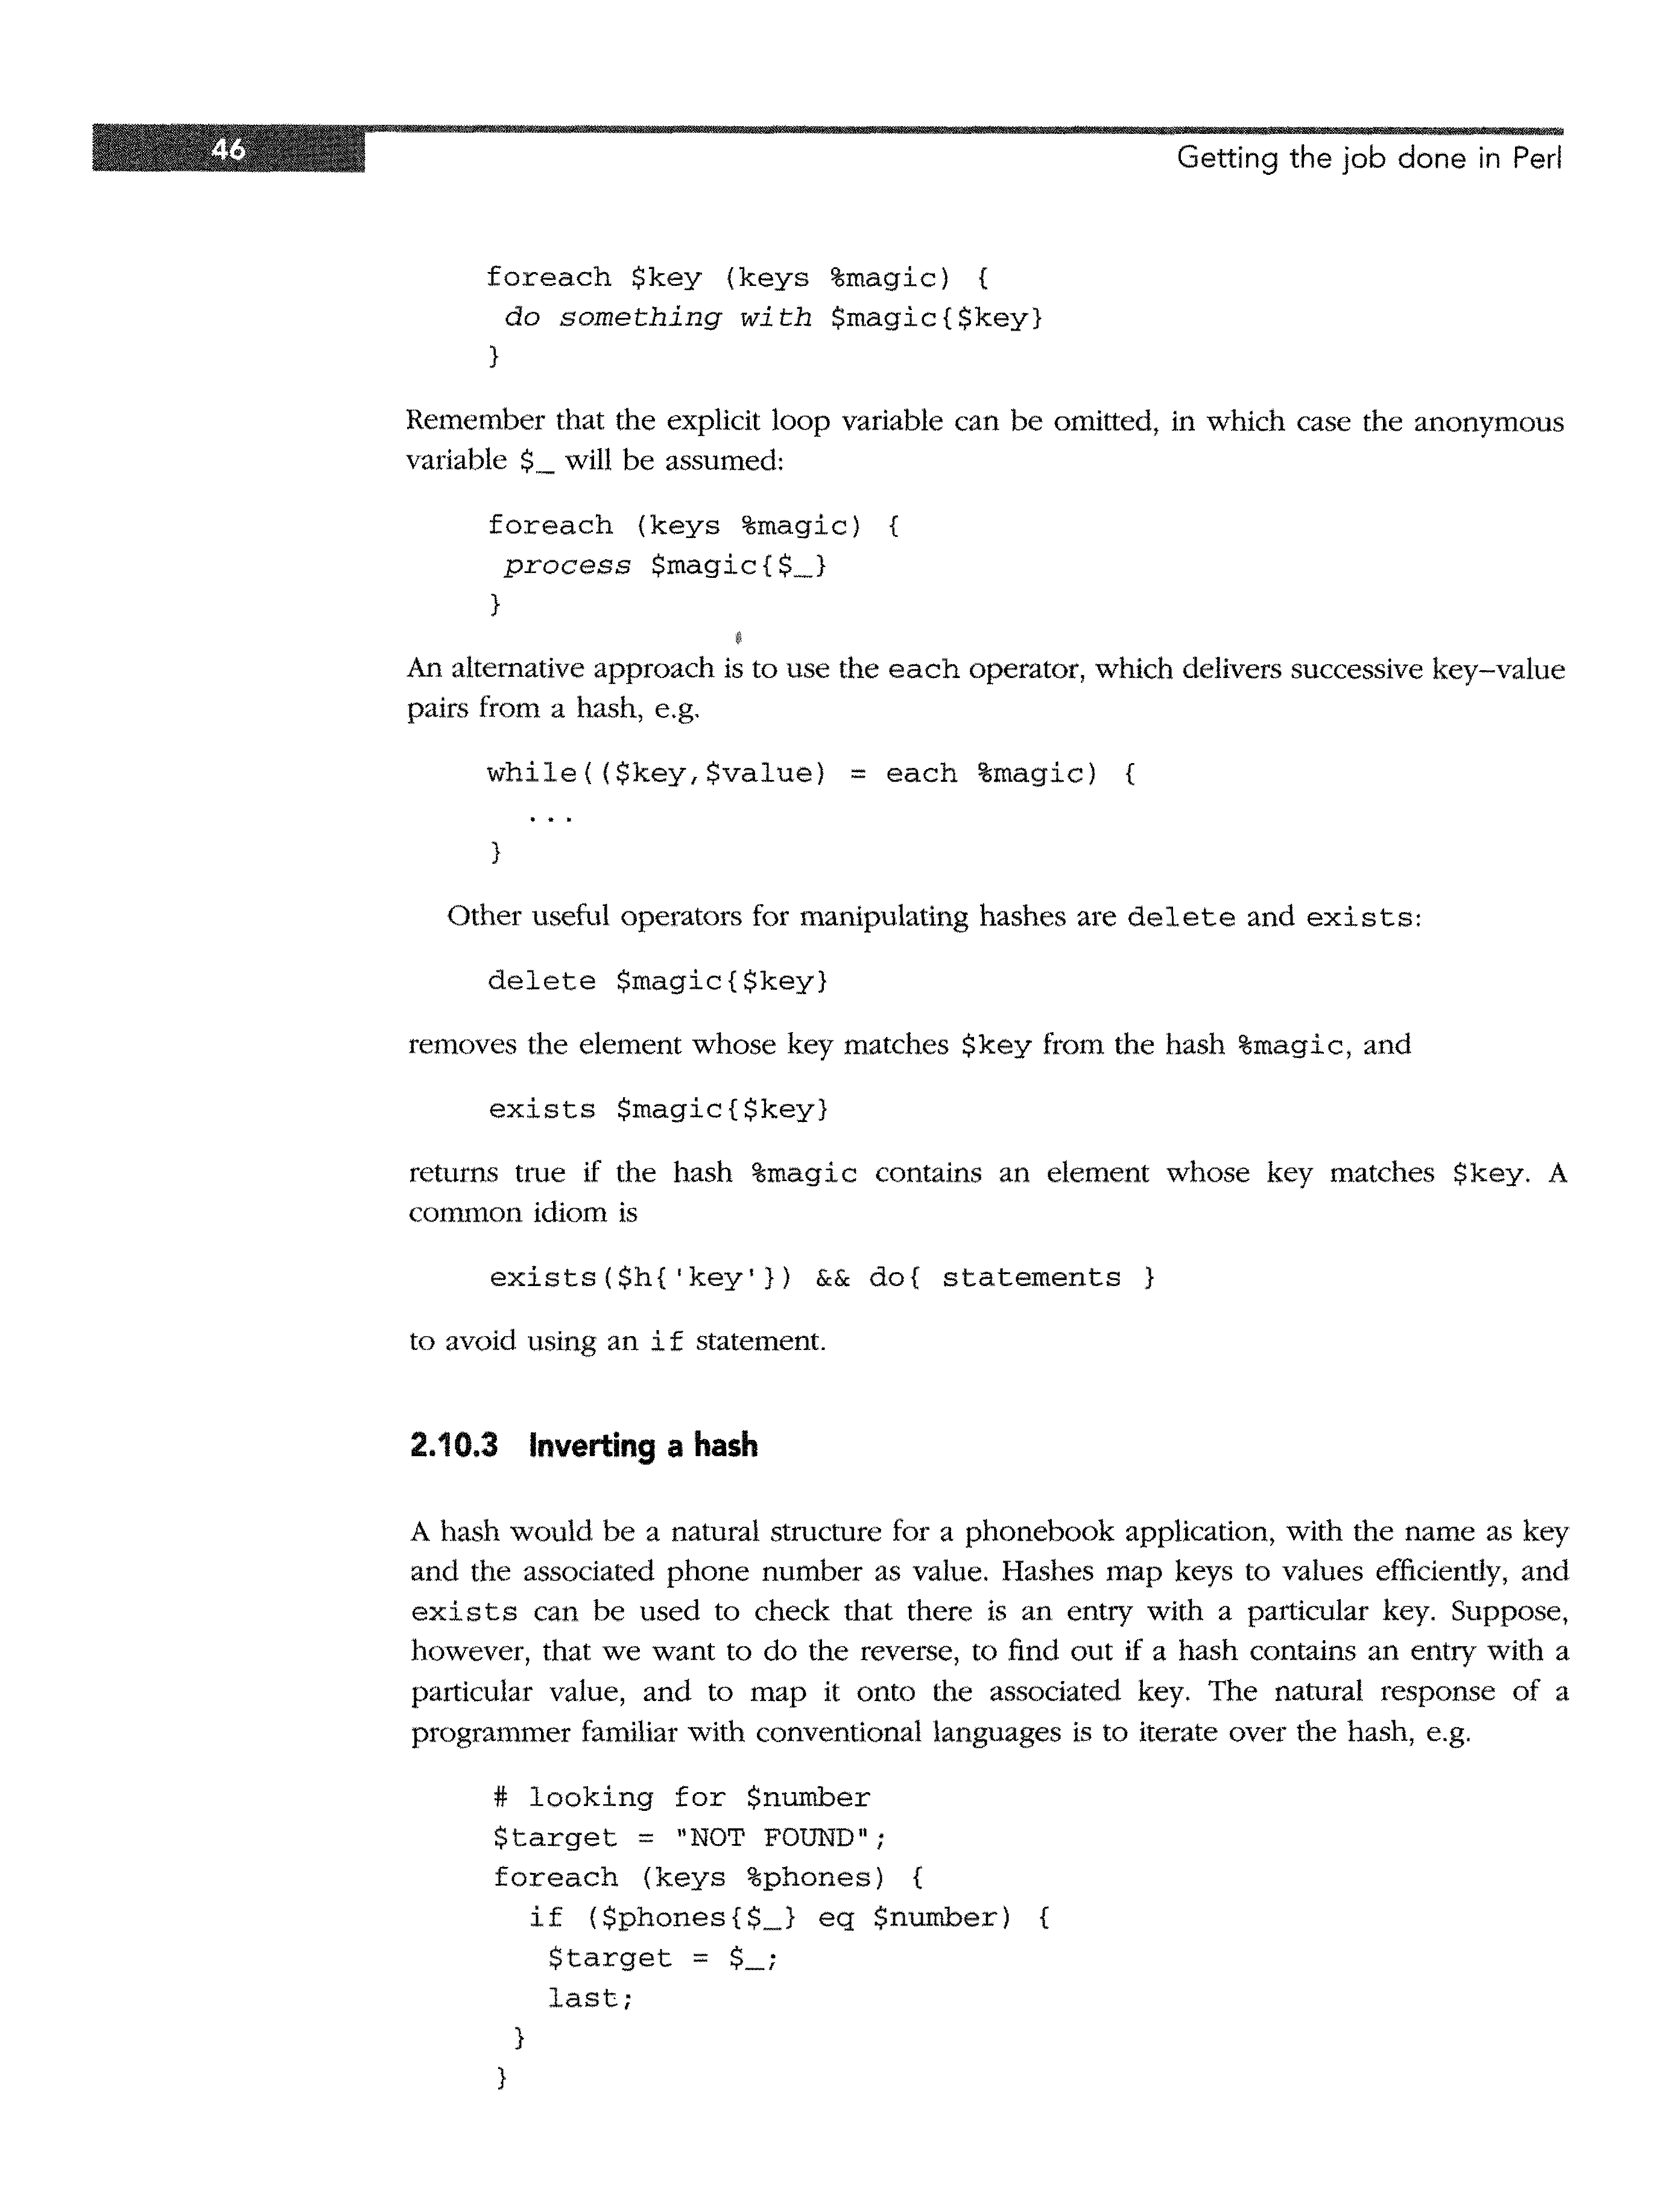 46
Getting the job done in Perl
foreach $key (keys %magic) {
do something with $magic{$key}
}
Remember that the explicit loop variable can be omitted, in which case the anonymous
variable $_ will be assumed:
foreach (keys %magic) {
process $magic{$_}
}
An alternative approach is to use the each operator, which delivers successive key–value
pairs from a hash, e.g.
while(($key,$value) = each %magic) {
...
}
Other useful operators for manipulating hashes are delete and exists:
delete $magic{$key}
removes the element whose key matches $key from the hash %magic, and
exists $magic{$key}
returns true if the hash %magic contains an element whose key matches $key. A
common idiom is
exists($h{'key'}) && do{ statements }
to avoid using an if statement.
2.10.3 Inverting a hash
A hash would be a natural structure for a phonebook application, with the name as key
and the associated phone number as value. Hashes map keys to values efficiently, and
exists can be used to check that there is an entry with a particular key. Suppose,
however, that we want to do the reverse, to find out if a hash contains an entry with a
particular value, and to map it onto the associated key. The natural response of a
programmer familiar with conventional languages is to iterate over the hash, e.g.
# looking for $number
$target = "NOT FOUND";
foreach (keys %phones) {
if ($phones{$_} eq $number) {
$target = $_;
last;
}
}